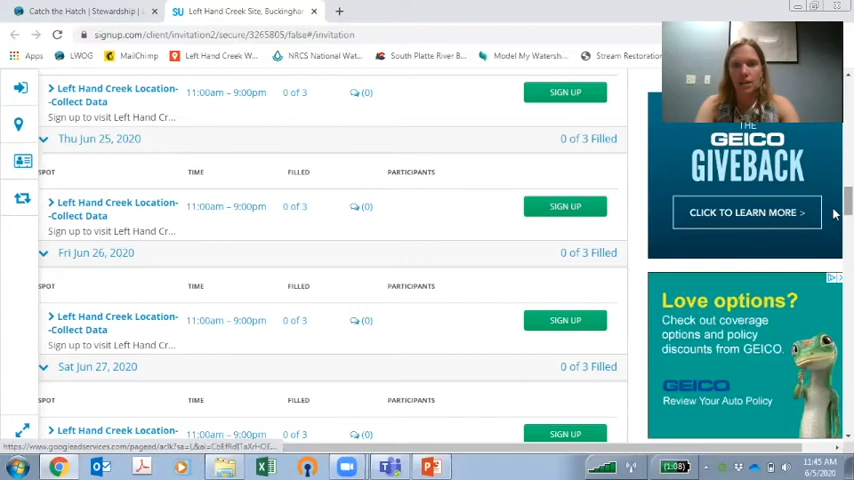 Catch the Hatch | Stewardship |
Left Hand Creek Site, Buckingham
signup.com/client/invitation2/secure/3265805/false#/invitation
Apps LWOG MailChimp Left Hand Creek W... NRCS National Wat... South Platte River B... Model My Watersh... Stream Restoration
Left Hand Creek Location-
-Collect Data
11:00am – 9:00pm 0 of 3 (0) SIGN UP
Sign up to visit Left Hand Cr...
Thu Jun 25, 2020 0 of 3 Filled
SPOT TIME FILLED PARTICIPANTS
Left Hand Creek Location-
-Collect Data
11:00am – 9:00pm 0 of 3 (0) SIGN UP
Sign up to visit Left Hand Cr...
Fri Jun 26, 2020 0 of 3 Filled
SPOT TIME FILLED PARTICIPANTS
Left Hand Creek Location-
-Collect Data
11:00am – 9:00pm 0 of 3 (0) SIGN UP
Sign up to visit Left Hand Cr...
Sat Jun 27, 2020 0 of 3 Filled
SPOT TIME FILLED PARTICIPANTS
Left Hand Creek Location-
11:00am – 9:00pm 0 of 3 (0) SIGN UP
THE
GEICO
GIVEBACK
CLICK TO LEARN MORE >
Love options?
Check out coverage
options and policy
discounts from GEICO.
GEICO
Review Your Auto Policy
(1:08)
11:45 AM
6/5/2020